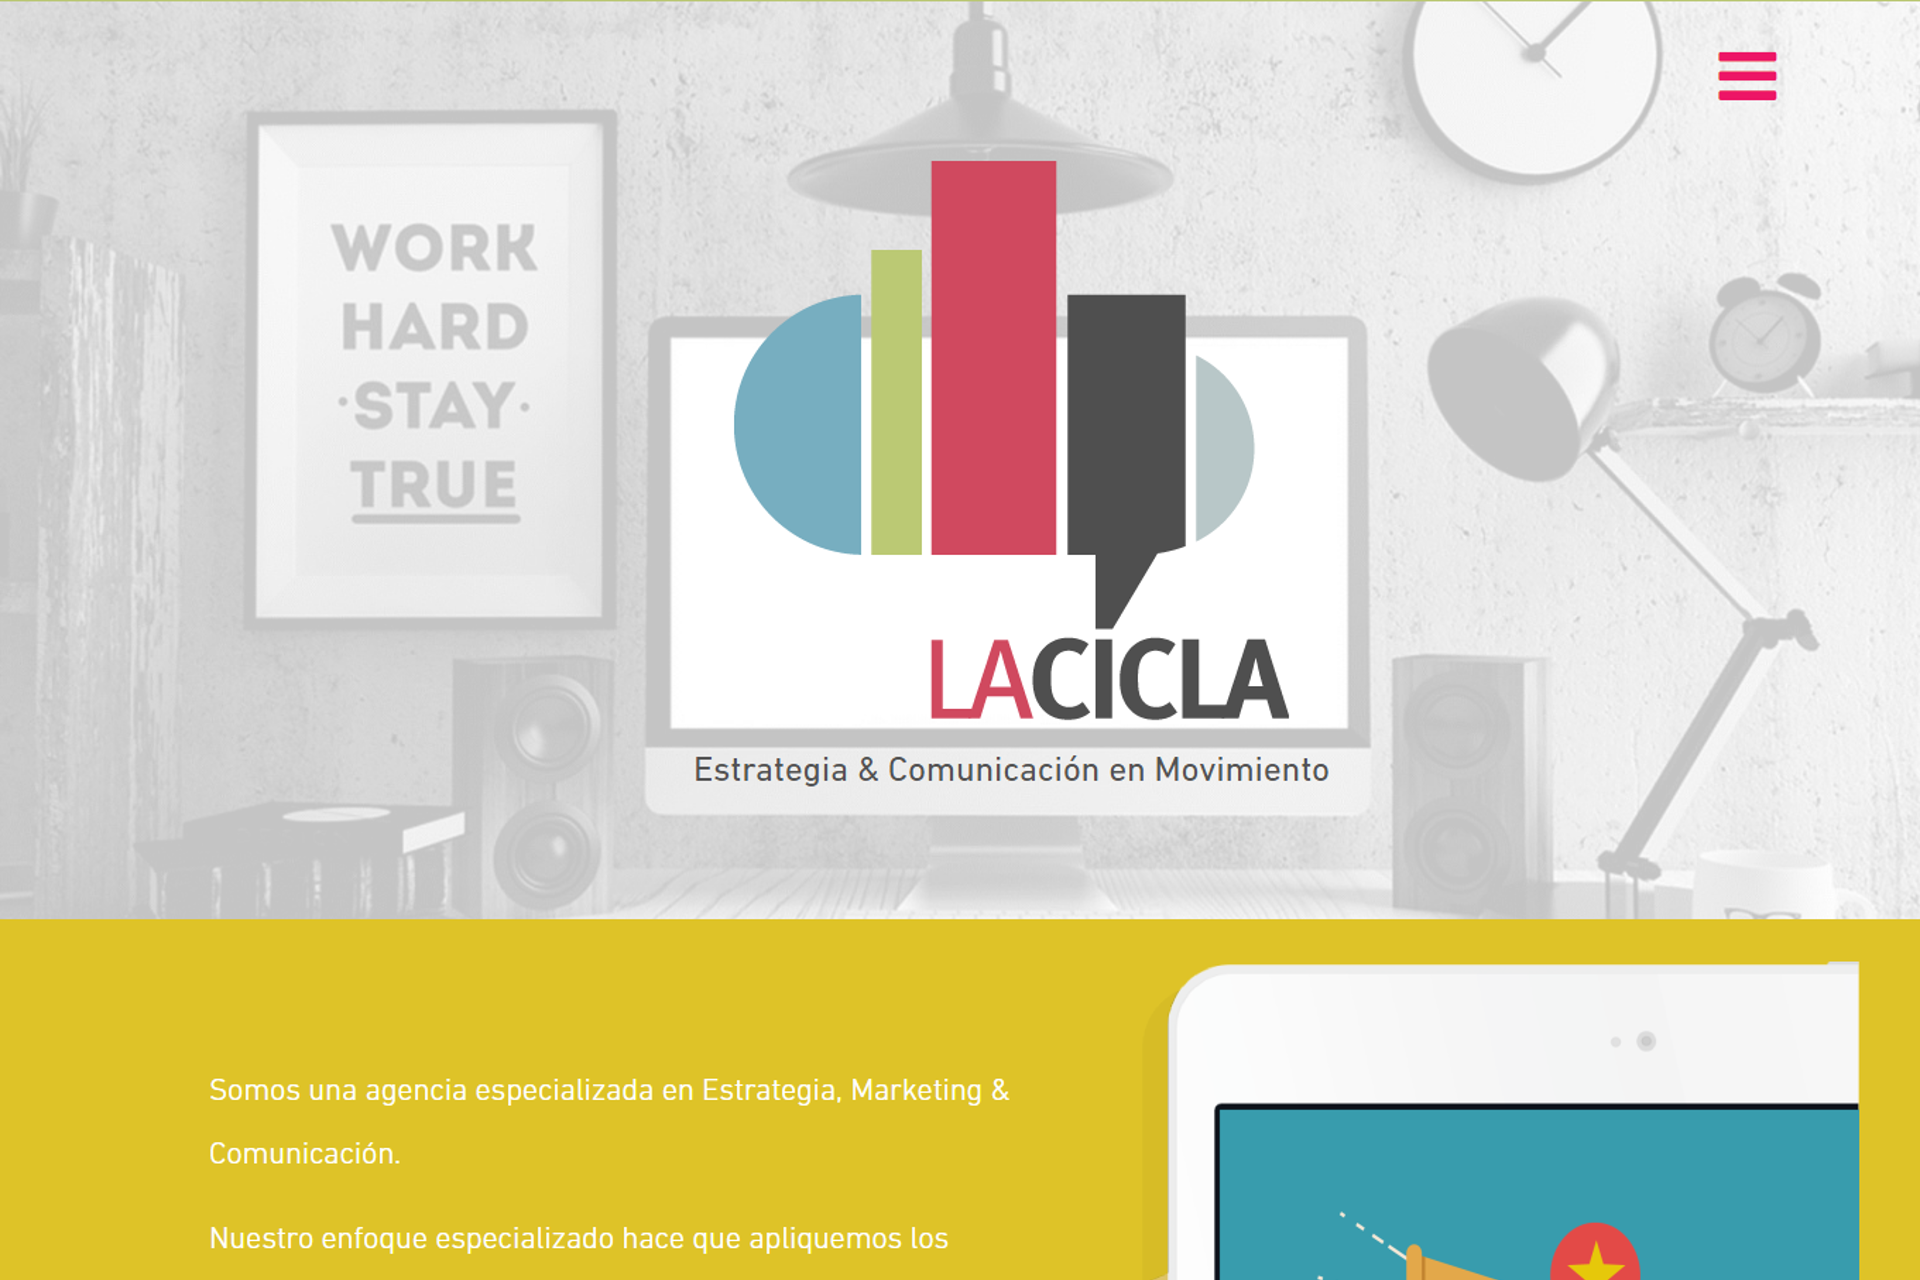 WORK
HARD
·STAY·
TRUE
LACICLA
Estrategia & Comunicación en Movimiento
Somos una agencia especializada en Estrategia, Marketing &
Comunicación.
Nuestro enfoque especializado hace que apliquemos los